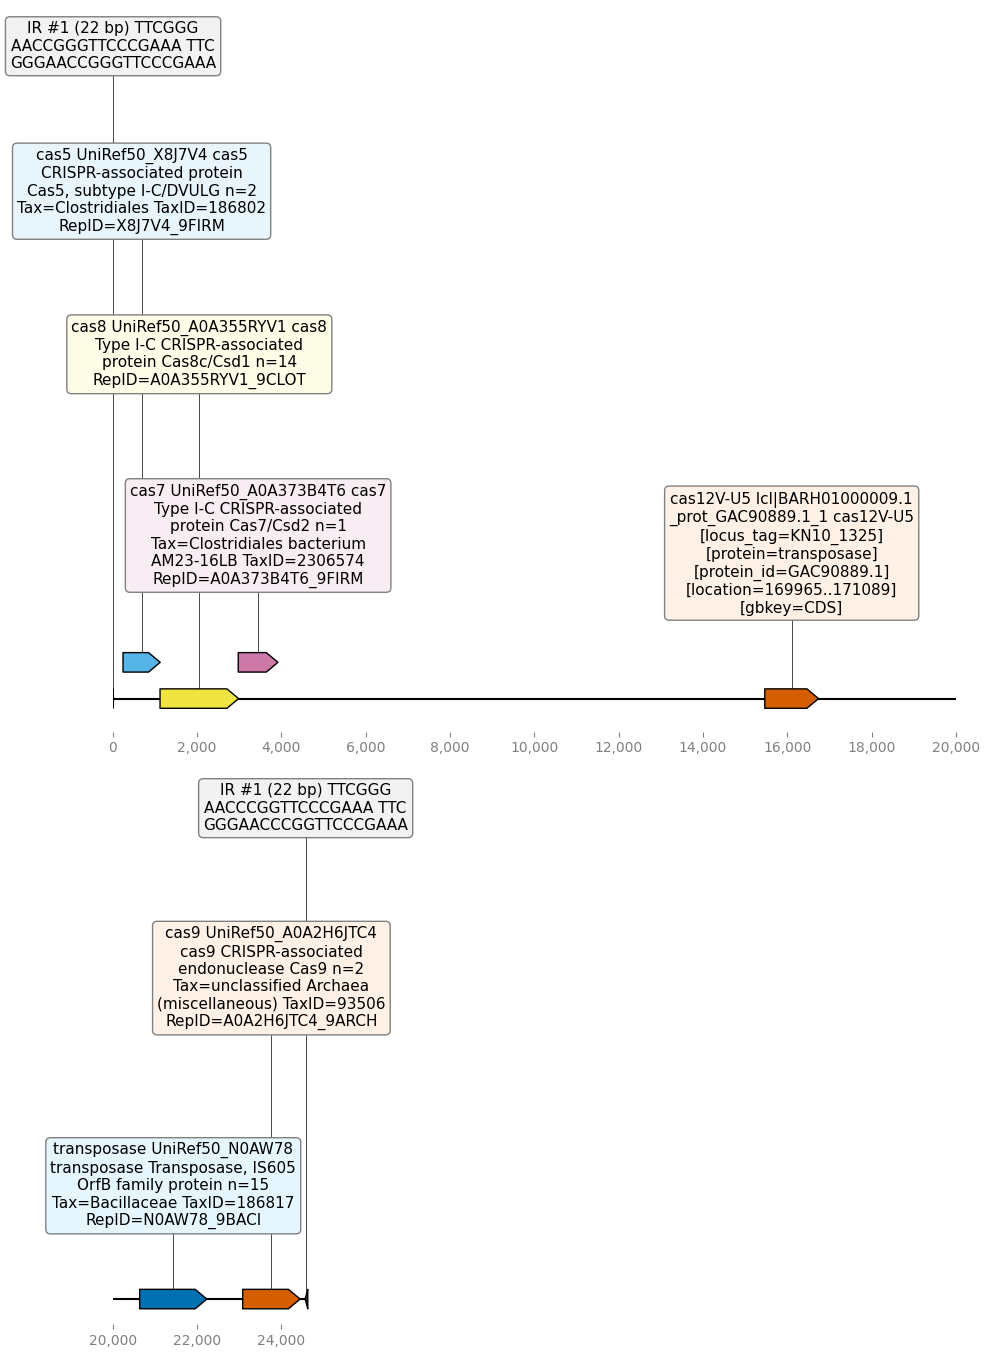 IR #1 (22 bp) TTCGGG
AACCGGGTTCCCGAAA TTC
GGGAACCGGGTTCCCGAAA
cas5 UniRef50_X8J7V4 cas5
CRISPR-associated protein
Cas5, subtype I-C/DVULG n=2
Tax=Clostridiales TaxID=186802
RepID=X8J7V4_9FIRM
cas8 UniRef50_A0A355RYV1 cas8
Type I-C CRISPR-associated
protein Cas8c/Csd1 n=14
RepID=A0A355RYV1_9CLOT
cas7 UniRef50_A0A373B4T6 cas7
Type I-C CRISPR-associated
protein Cas7/Csd2 n=1
Tax=Clostridiales bacterium
AM23-16LB TaxID=2306574
RepID=A0A373B4T6_9FIRM
cas12V-U5 lcl|BARH01000009.1
_prot_GAC90889.1_1 cas12V-U5
[locus_tag=KN10_1325]
[protein=transposase]
[protein_id=GAC90889.1]
[location=169965..171089]
[gbkey=CDS]
0 2,000 4,000 6,000 8,000 10,000 12,000 14,000 16,000 18,000 20,000
IR #1 (22 bp) TTCGGG
AACCCGGTTCCCGAAA TTC
GGGAACCCGGTTCCCGAAA
cas9 UniRef50_A0A2H6JTC4
cas9 CRISPR-associated
endonuclease Cas9 n=2
Tax=unclassified Archaea
(miscellaneous) TaxID=93506
RepID=A0A2H6JTC4_9ARCH
transposase UniRef50_N0AW78
transposase Transposase, IS605
OrfB family protein n=15
Tax=Bacillaceae TaxID=186817
RepID=N0AW78_9BACI
20,000 22,000 24,000